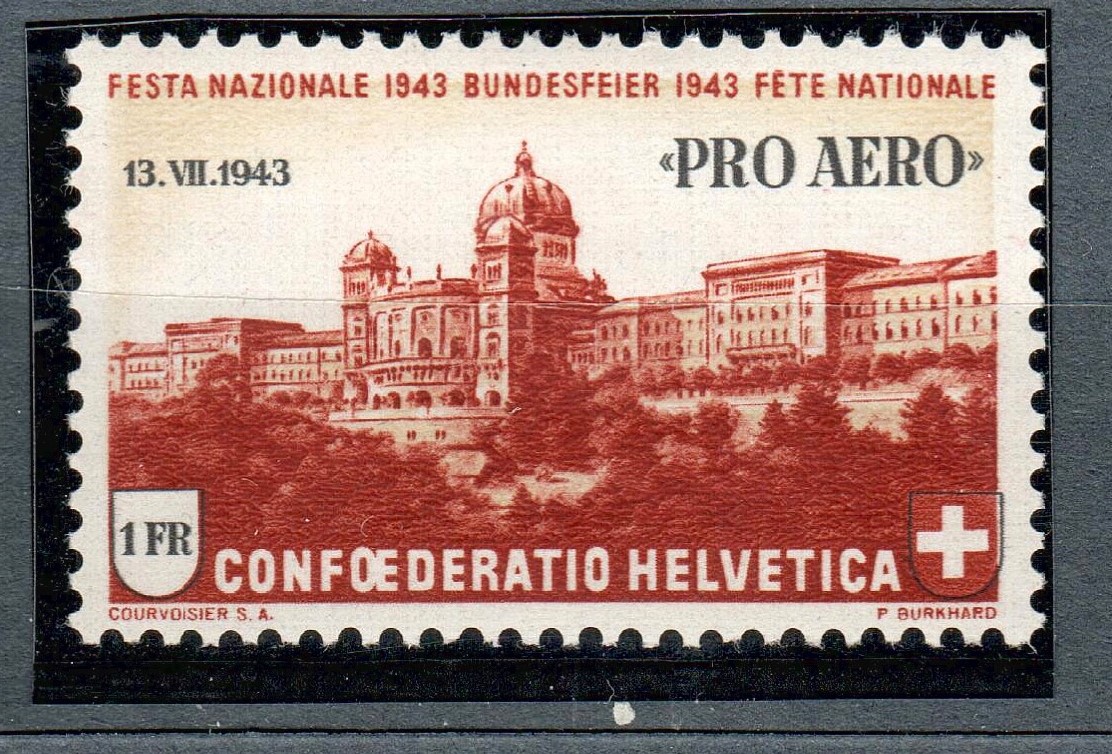 FESTA NAZIONALE 1943 BUNDESFEIER 1943 FÊTE NATIONALE
13.VII.1943
«PRO AERO»
1 FR
CONFŒDERATIO HELVETICA
COURVOISIER S. A.
P BURKHARD